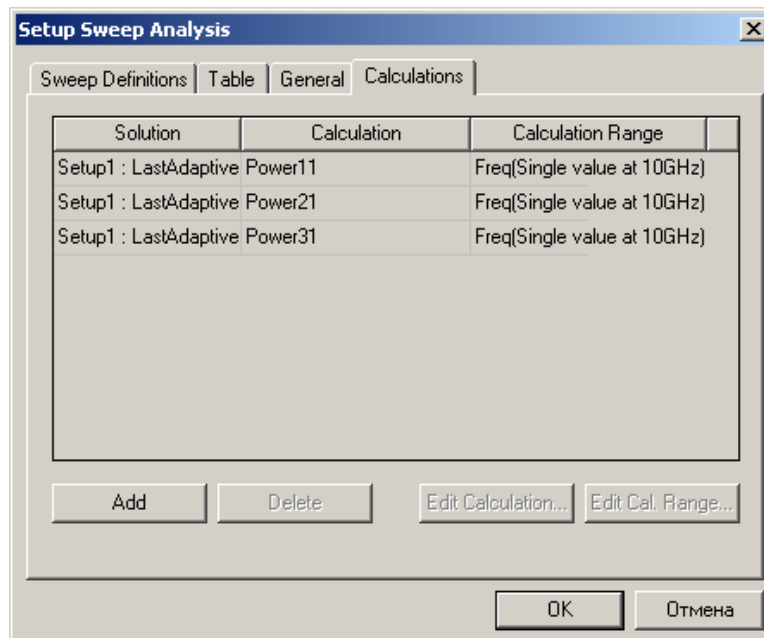 Setup Sweep Analysis
Sweep Definitions Table General Calculations
Solution Calculation Calculation Range
Setup1 : LastAdaptive Power11 Freq(Single value at 10GHz)
Setup1 : LastAdaptive Power21 Freq(Single value at 10GHz)
Setup1 : LastAdaptive Power31 Freq(Single value at 10GHz)
Add Delete Edit Calculation... Edit Cal. Range...
OK Отмена